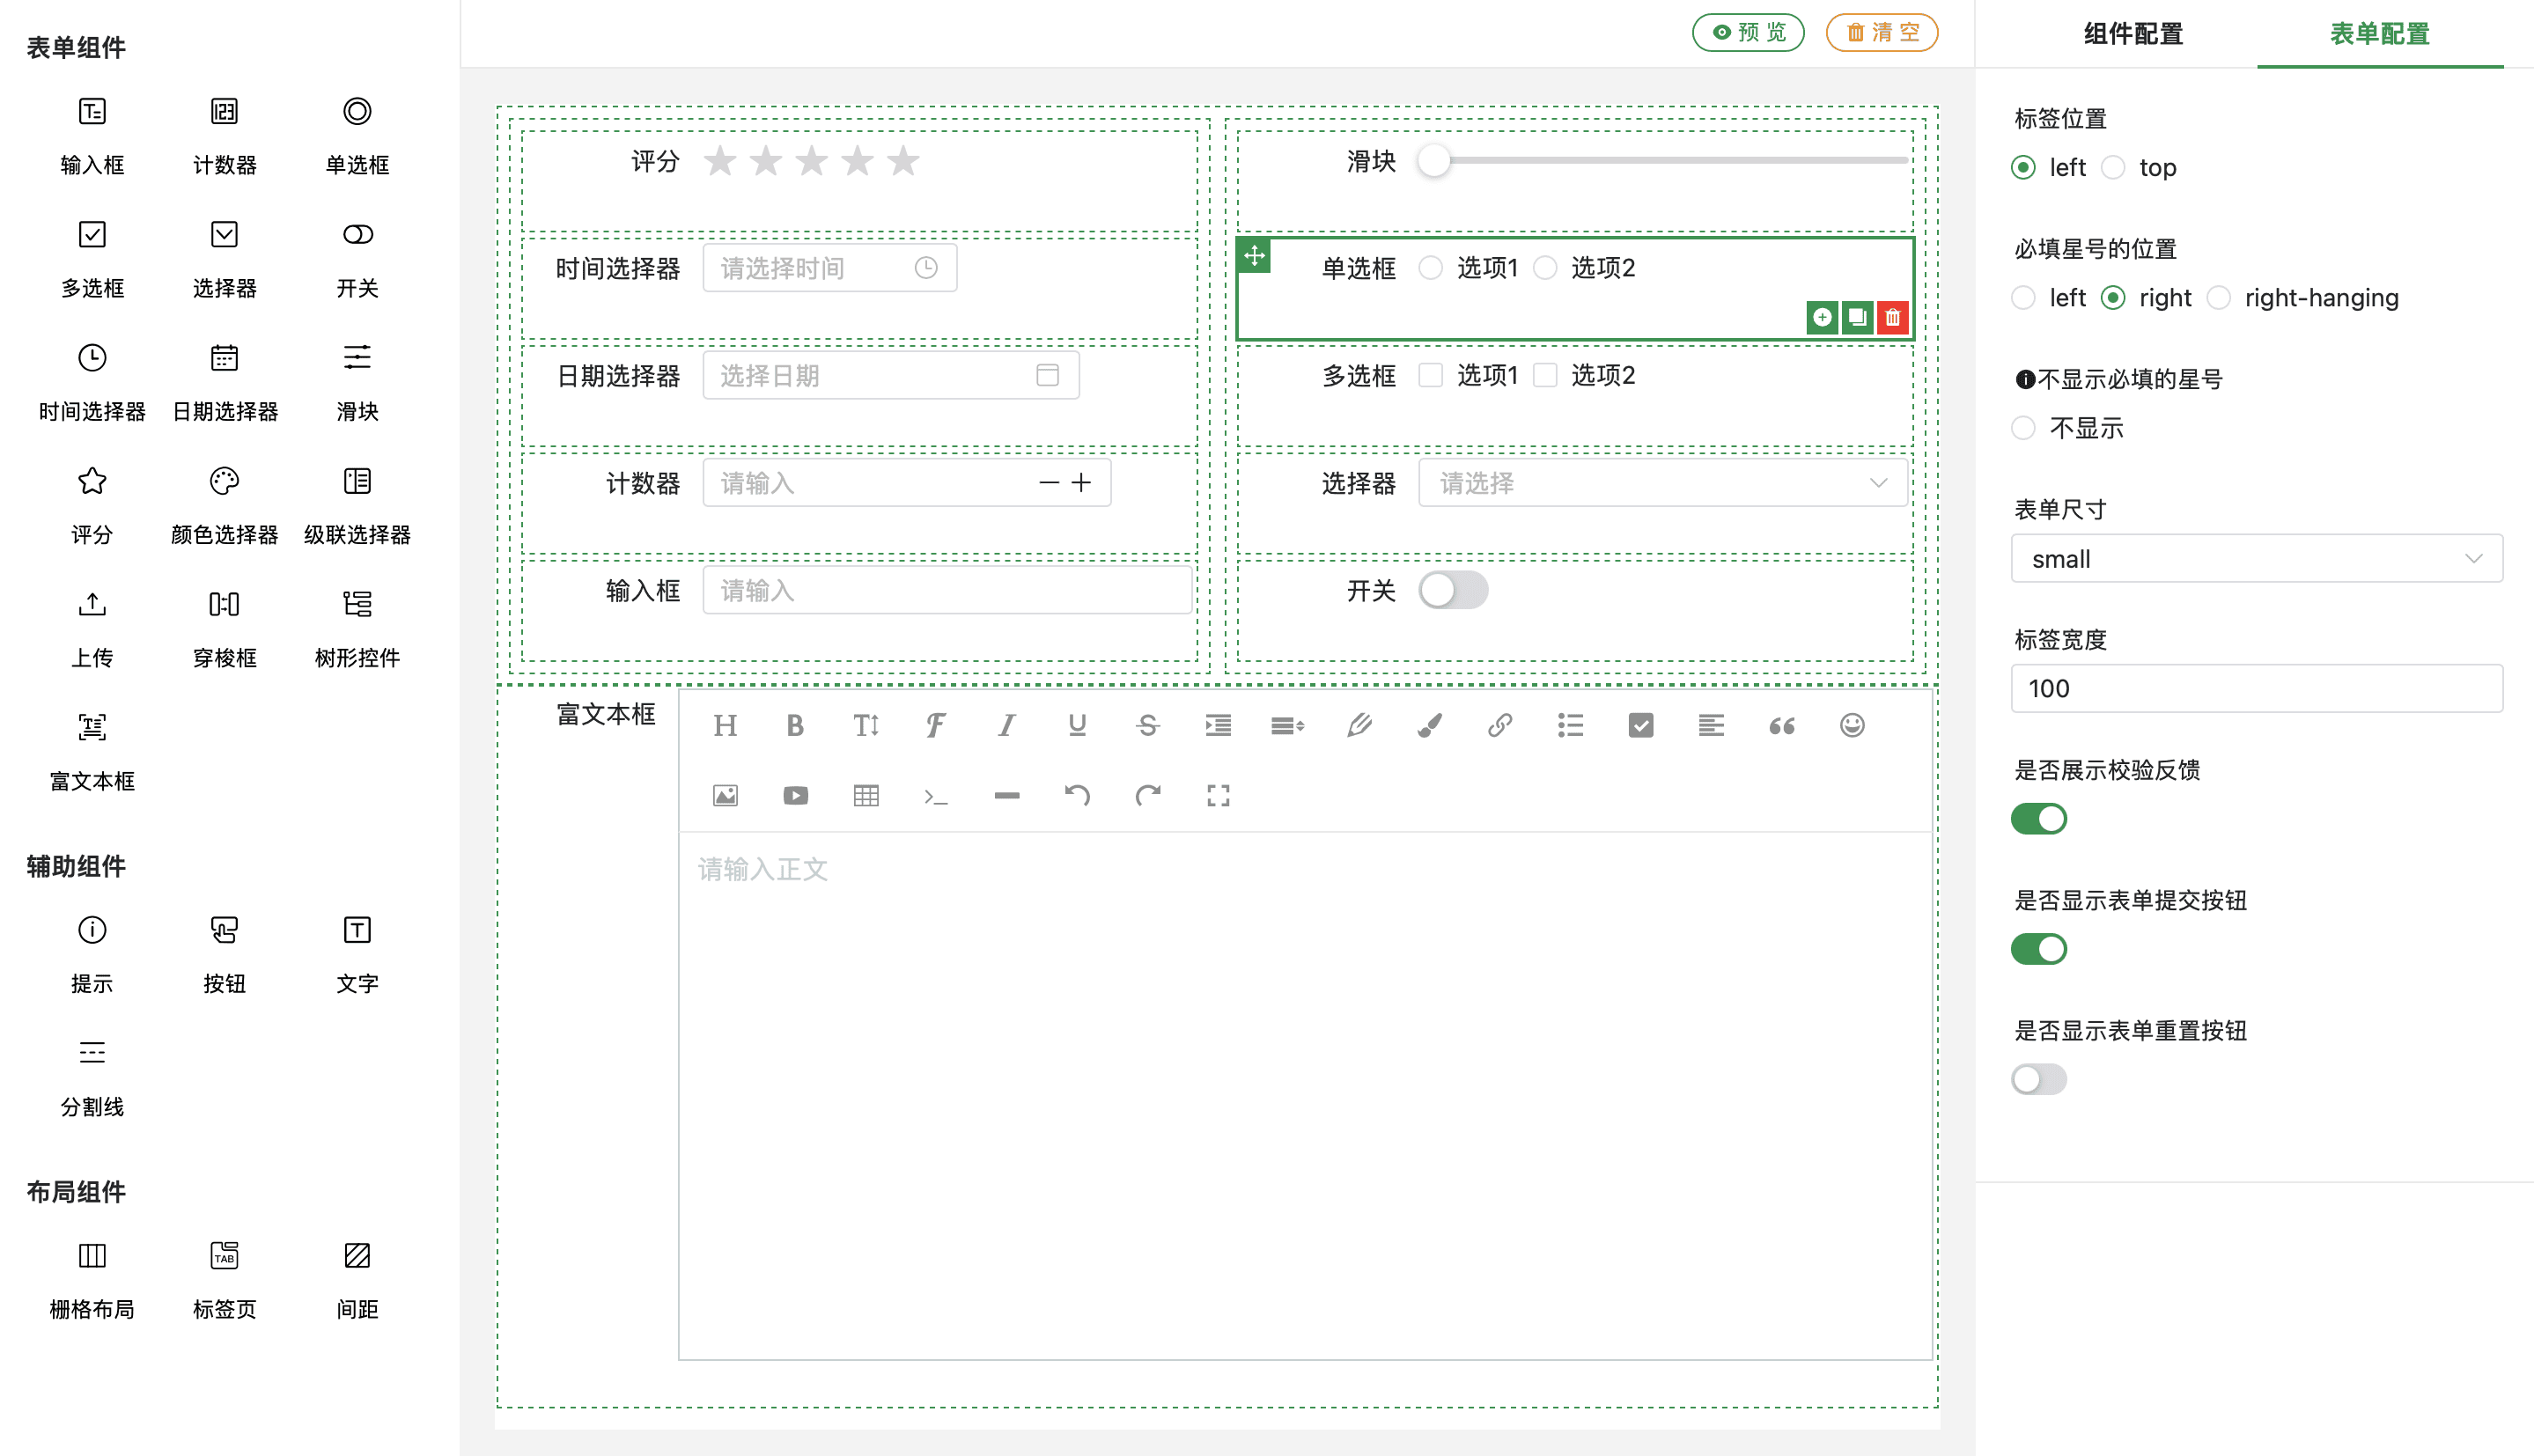 表单组件
输入框 计数器 单选框
多选框 选择器 开关
时间选择器 日期选择器 滑块
评分 颜色选择器 级联选择器
上传 穿梭框 树形控件
富文本框
辅助组件
提示 按钮 文字
分割线
布局组件
TAB
栅格布局 标签页 间距
预览 清空
评分
滑块
时间选择器 请选择时间
单选框 选项1 选项2
日期选择器 选择日期
多选框 选项1 选项2
计数器 请输入
选择器 请选择
输入框 请输入
开关
富文本框
请输入正文
组件配置 表单配置
标签位置
left top
必填星号的位置
left right right-hanging
不显示必填的星号
不显示
表单尺寸
small
标签宽度
100
是否展示校验反馈
是否显示表单提交按钮
是否显示表单重置按钮